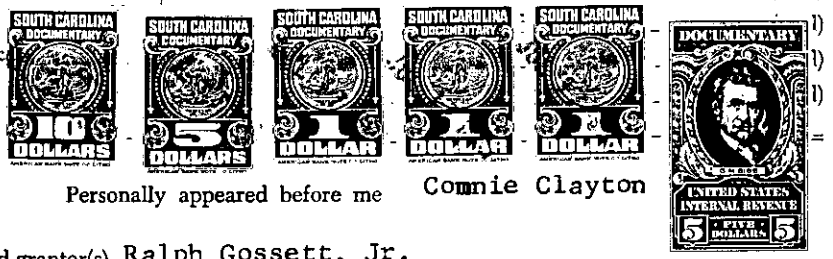 SOUTH CAROLINA DOCUMENTARY 10 DOLLARS
SOUTH CAROLINA DOCUMENTARY 5 DOLLARS
SOUTH CAROLINA DOCUMENTARY 1 DOLLAR
SOUTH CAROLINA DOCUMENTARY 1 DOLLAR
SOUTH CAROLINA DOCUMENTARY 1 DOLLAR
DOCUMENTARY
UNITED STATES
INTERNAL REVENUE
5 FIVE DOLLARS 5
Personally appeared before me Comnie Clayton
grantor(s) Ralph Gossett, Jr.